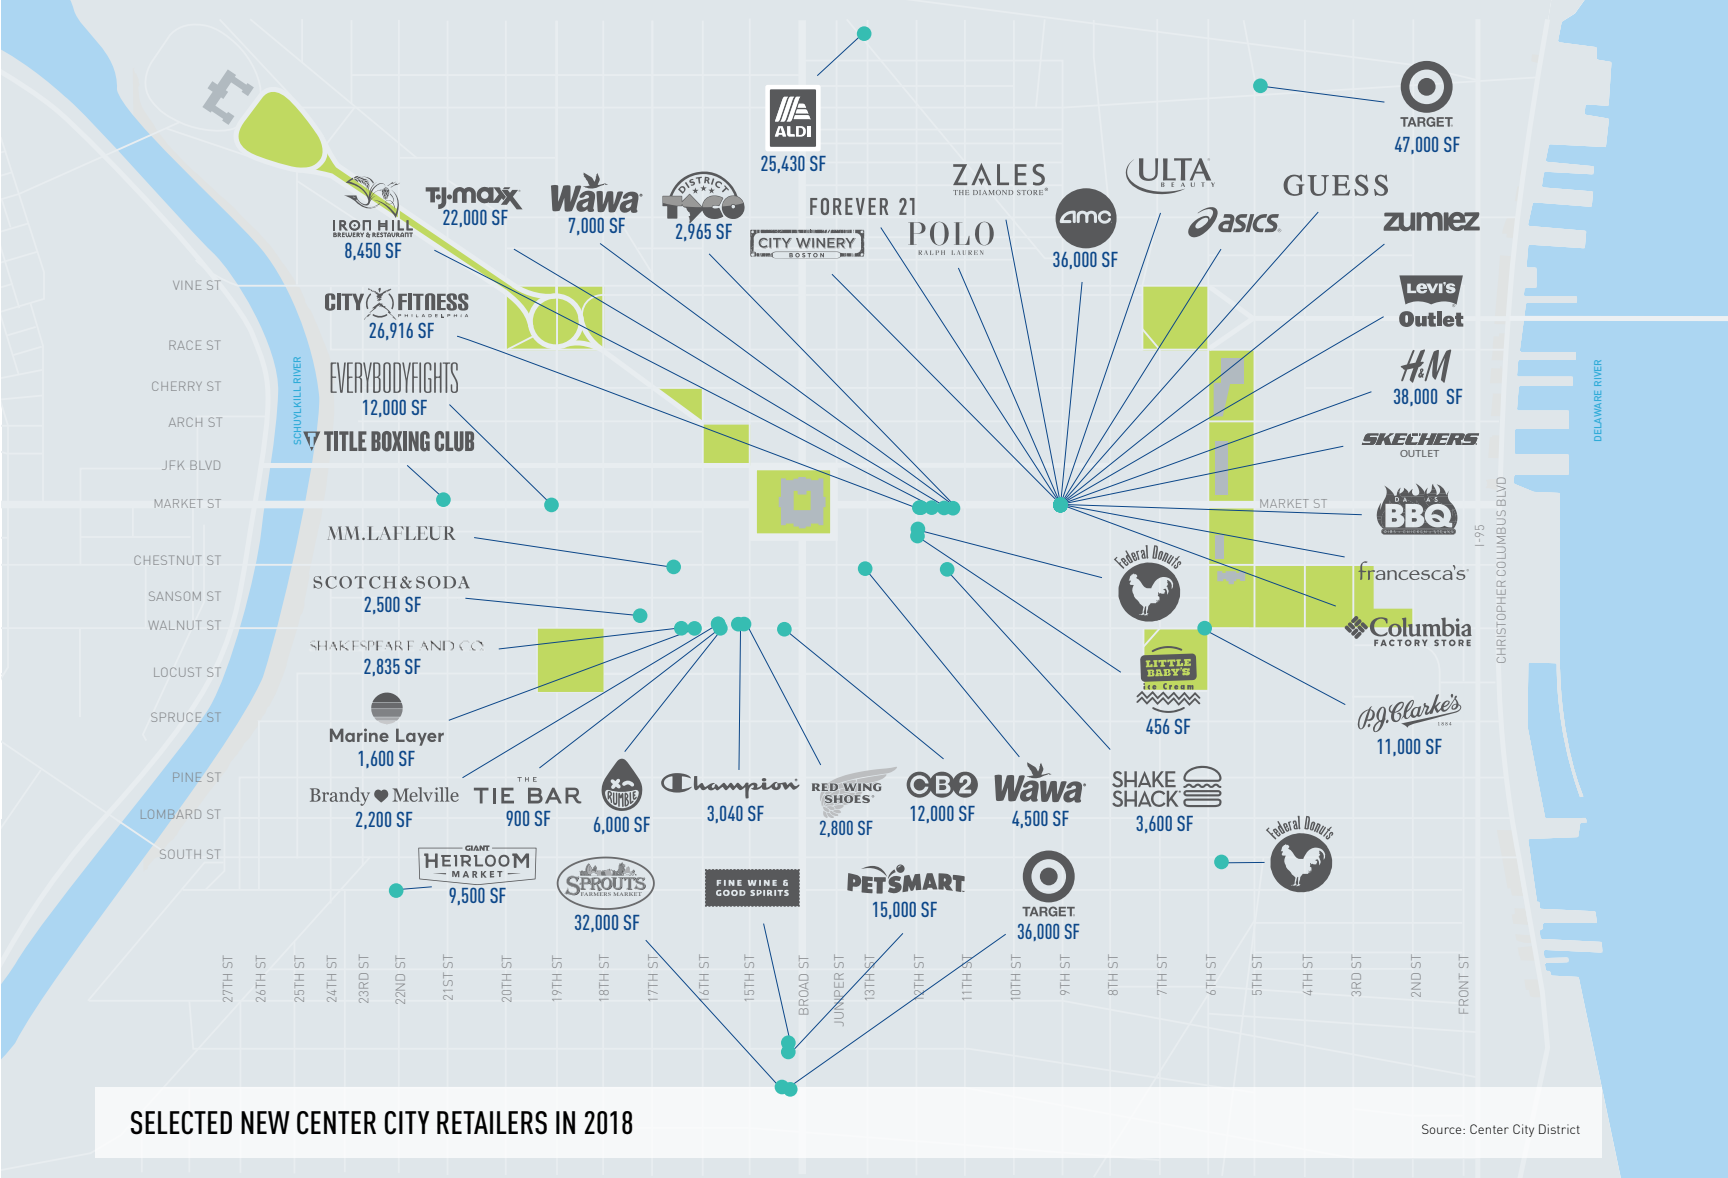 ALDI
25,430 SF
TARGET
47,000 SF
IRON HILL
BREWERY & RESTAURANT
8,450 SF
T.J.maxx
22,000 SF
Wawa
7,000 SF
DISTRICT
TACO
2,965 SF
FOREVER 21
CITY WINERY
BOSTON
ZALES
THE DIAMOND STORE
POLO
RALPH LAUREN
amc
36,000 SF
ULTA
BEAUTY
asics
GUESS
zumiez
CITY FITNESS
PHILADELPHIA
26,916 SF
LEVI'S
Outlet
EVERYBODYFIGHTS
12,000 SF
H&M
38,000 SF
TITLE BOXING CLUB
SKECHERS
OUTLET
BBQ
MM.LAFLEUR
SCOTCH & SODA
2,500 SF
Federal Donuts
francesca's
Columbia
FACTORY STORE
SHAKESPEARE AND CO
2,835 SF
LITTLE
BABY'S
Ice Cream
456 SF
Marine Layer
1,600 SF
P.J.Clarke's
1884
11,000 SF
Brandy Melville
2,200 SF
THE
TIE BAR
900 SF
RUMBLE
6,000 SF
Champion
3,040 SF
RED WING
SHOES
2,800 SF
CB2
12,000 SF
Wawa
4,500 SF
SHAKE
SHACK
3,600 SF
GIANT
HEIRLOOM
MARKET
9,500 SF
SPROUTS
FARMERS MARKET
32,000 SF
FINE WINE &
GOOD SPIRITS
PETSMART
15,000 SF
TARGET
36,000 SF
Federal Donuts
VINE ST
RACE ST
CHERRY ST
ARCH ST
JFK BLVD
MARKET ST
CHESTNUT ST
SANSOM ST
WALNUT ST
LOCUST ST
SPRUCE ST
PINE ST
LOMBARD ST
SOUTH ST
MARKET ST
SCHUYLKILL RIVER
DELAWARE RIVER
I-95
CHRISTOPHER COLUMBUS BLVD
27TH ST
26TH ST
25TH ST
24TH ST
23RD ST
22ND ST
21ST ST
20TH ST
19TH ST
18TH ST
17TH ST
16TH ST
15TH ST
BROAD ST
JUNIPER ST
13TH ST
12TH ST
11TH ST
10TH ST
9TH ST
8TH ST
7TH ST
6TH ST
5TH ST
4TH ST
3RD ST
2ND ST
FRONT ST
SELECTED NEW CENTER CITY RETAILERS IN 2018
Source: Center City District